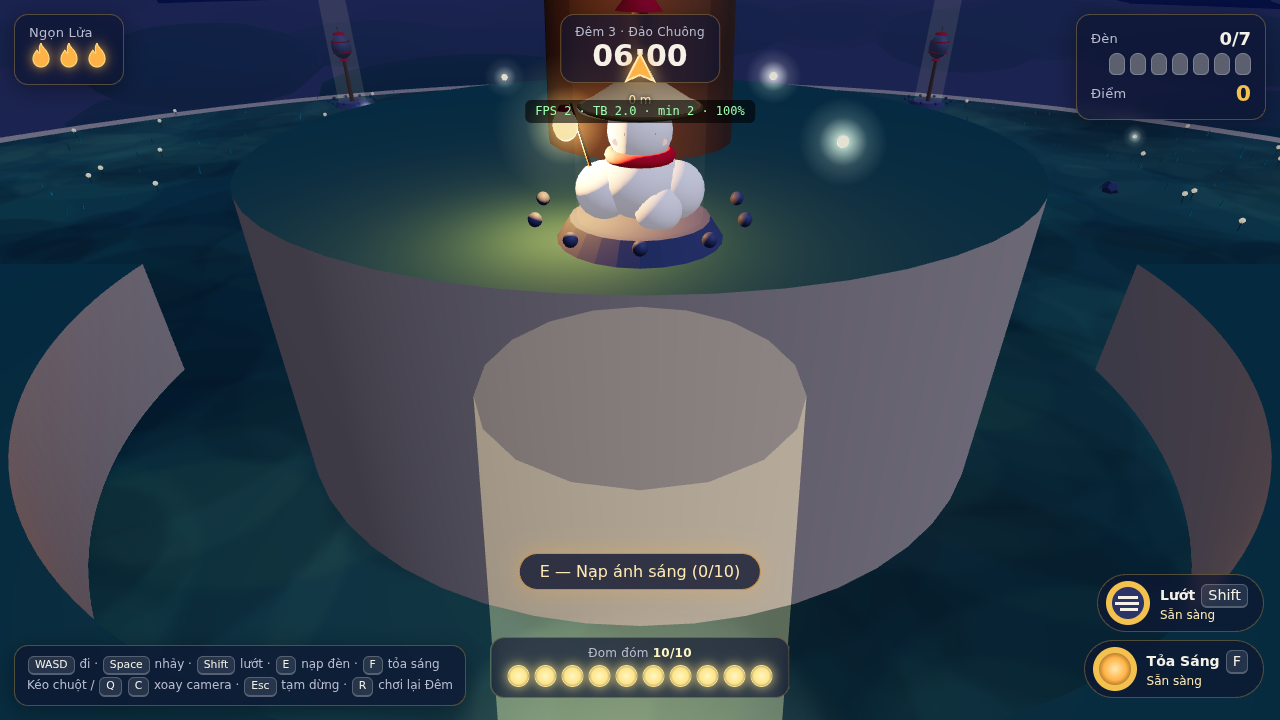 Ngọn Lửa
Đêm 3 · Đảo Chuông
06:00
0 m
FPS 2 · TB 2.0 · min 2 · 100%
Đèn 0/7
Điểm 0
E — Nạp ánh sáng (0/10)
Đom đóm 10/10
WASD đi · Space nhảy · Shift lướt · E nạp đèn · F tỏa sáng
Kéo chuột / Q C xoay camera · Esc tạm dừng · R chơi lại Đêm
Lướt Shift
Sẵn sàng
Tỏa Sáng F
Sẵn sàng